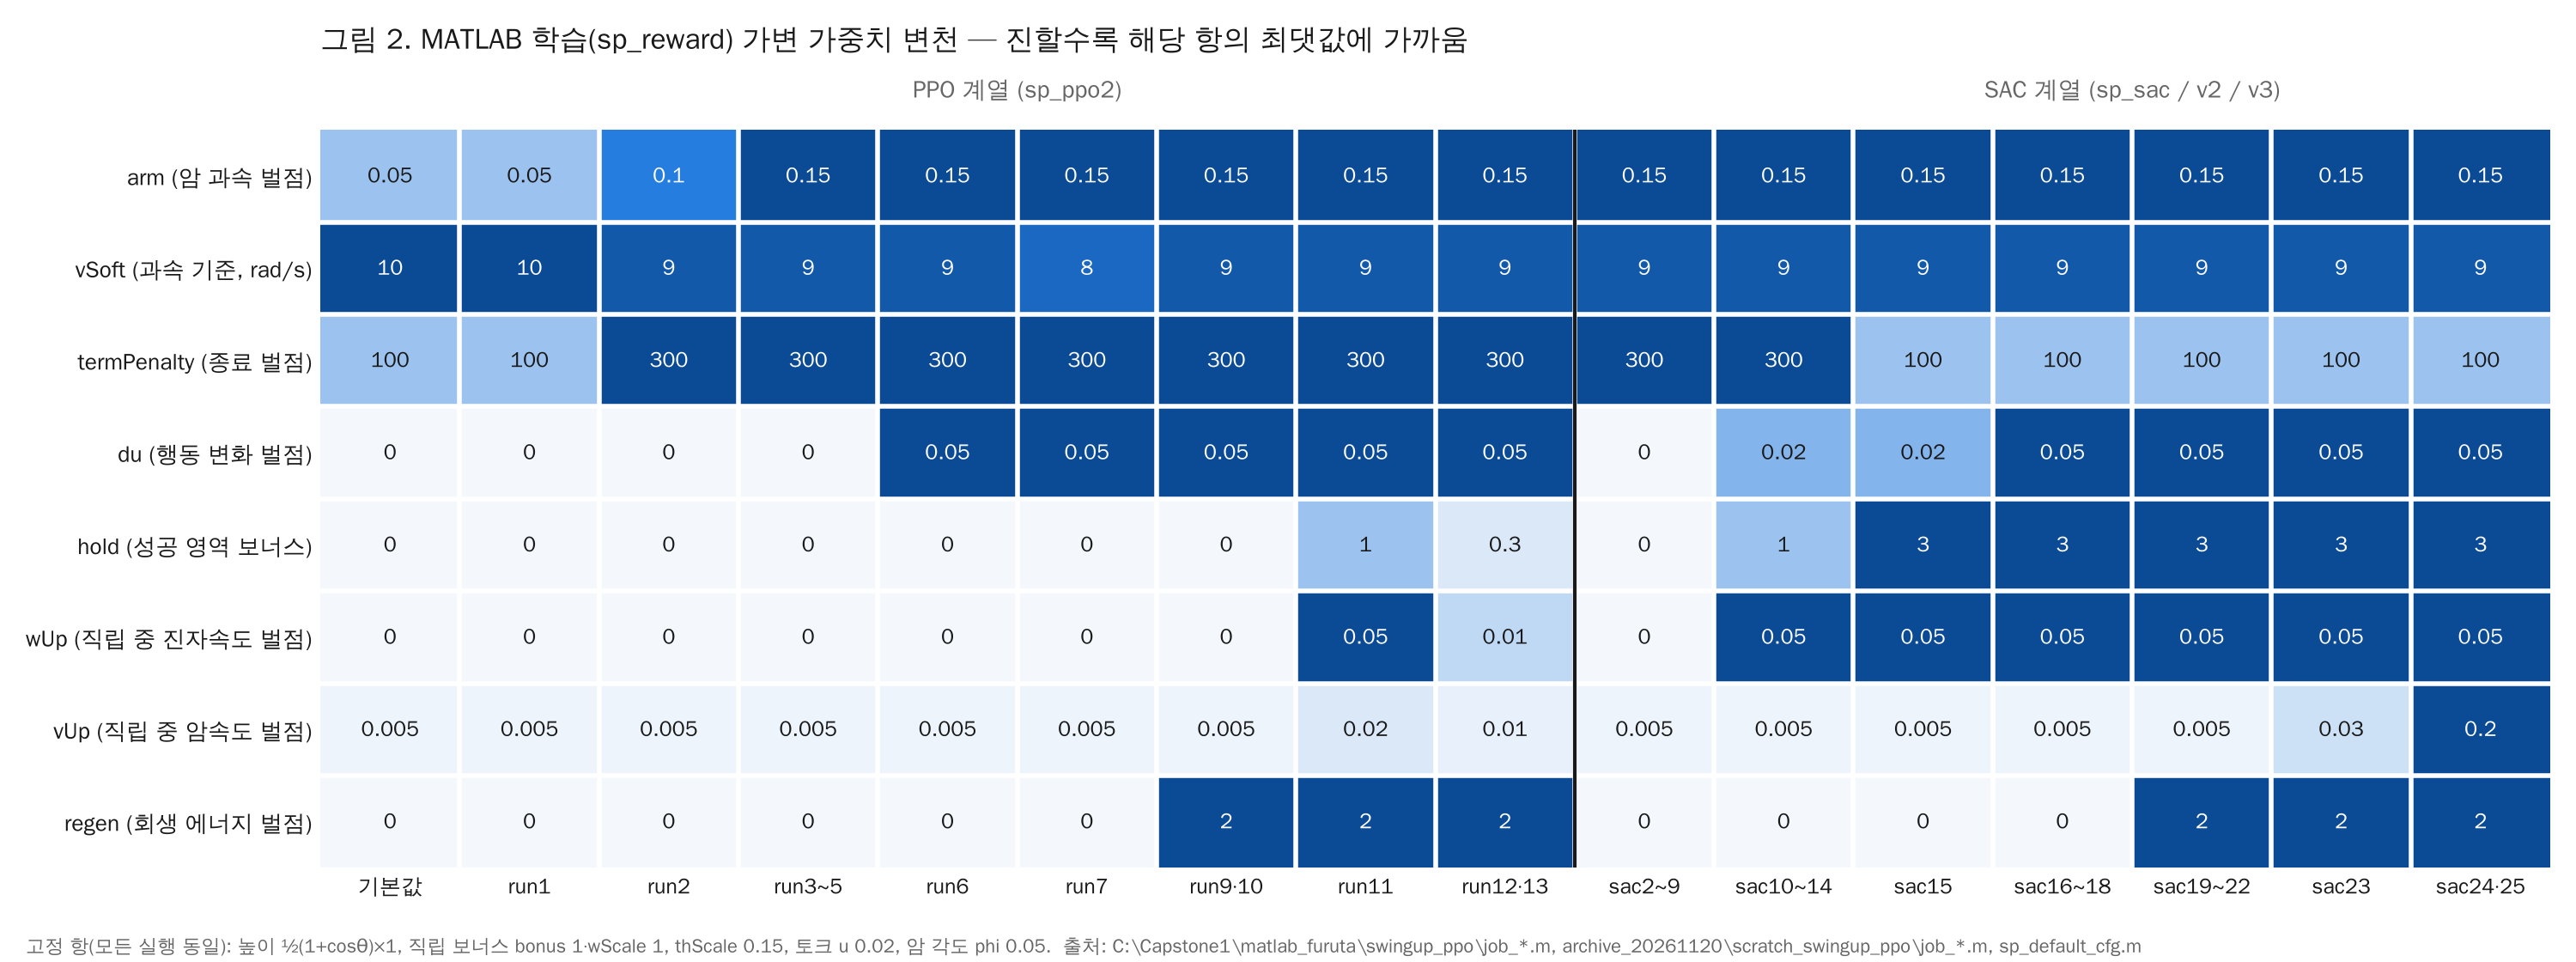 그림 2. MATLAB 학습(sp_reward) 가변 가중치 변천 — 진할수록 해당 항의 최댓값에 가까움
PPO 계열 (sp_ppo2) SAC 계열 (sp_sac / v2 / v3)
arm (암 과속 벌점) 0.05 0.05 0.1 0.15 0.15 0.15 0.15 0.15 0.15 0.15 0.15 0.15 0.15 0.15 0.15 0.15
vSoft (과속 기준, rad/s) 10 10 9 9 9 8 9 9 9 9 9 9 9 9 9 9
termPenalty (종료 벌점) 100 100 300 300 300 300 300 300 300 300 300 100 100 100 100 100
du (행동 변화 벌점) 0 0 0 0 0.05 0.05 0.05 0.05 0.05 0 0.02 0.02 0.05 0.05 0.05 0.05
hold (성공 영역 보너스) 0 0 0 0 0 0 0 1 0.3 0 1 3 3 3 3 3
wUp (직립 중 진자속도 벌점) 0 0 0 0 0 0 0 0.05 0.01 0 0.05 0.05 0.05 0.05 0.05 0.05
vUp (직립 중 암속도 벌점) 0.005 0.005 0.005 0.005 0.005 0.005 0.005 0.02 0.01 0.005 0.005 0.005 0.005 0.005 0.03 0.2
regen (회생 에너지 벌점) 0 0 0 0 0 0 2 2 2 0 0 0 0 2 2 2
기본값 run1 run2 run3~5 run6 run7 run9·10 run11 run12·13 sac2~9 sac10~14 sac15 sac16~18 sac19~22 sac23 sac24·25
고정 항(모든 실행 동일): 높이 ½(1+cosθ)×1, 직립 보너스 bonus 1·wScale 1, thScale 0.15, 토크 u 0.02, 암 각도 phi 0.05. 출처: C:\Capstone1\matlab_furuta\swingup_ppo\job_*.m, archive_20261120\scratch_swingup_ppo\job_*.m, sp_default_cfg.m